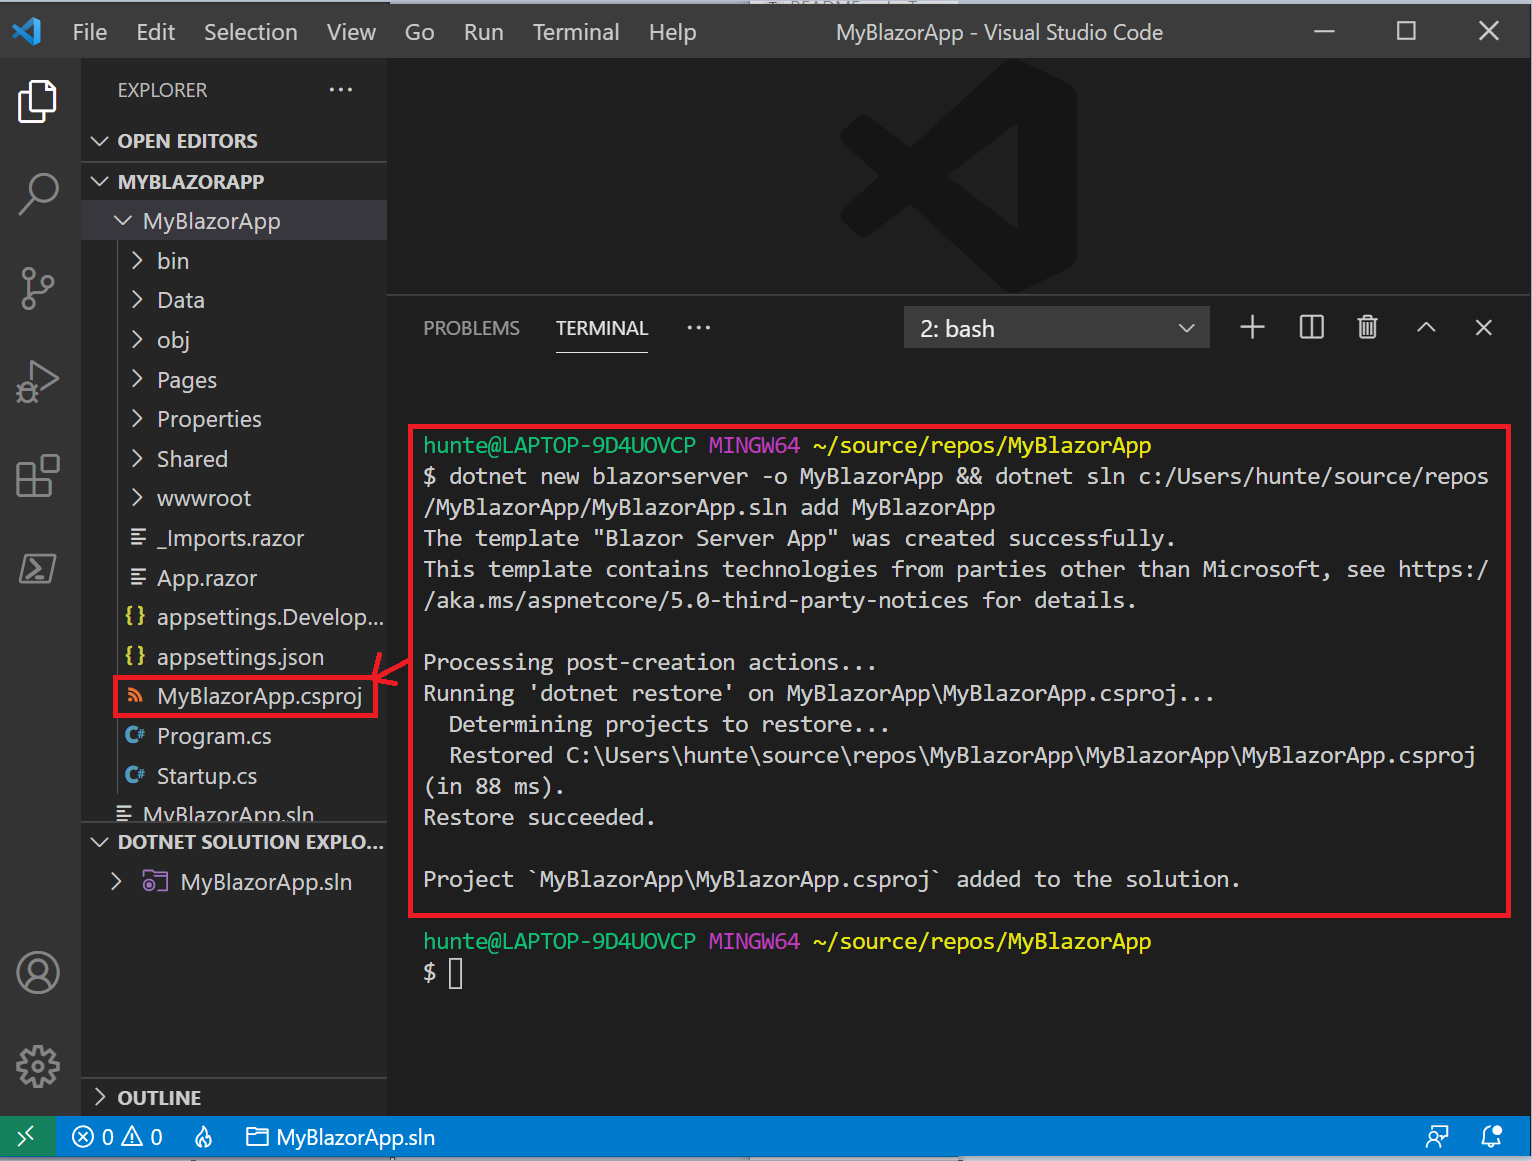 File Edit Selection View Go Run Terminal Help MyBlazorApp - Visual Studio Code
EXPLORER
OPEN EDITORS
MYBLAZORAPP
MyBlazorApp
bin
Data
obj
Pages
Properties
Shared
wwwroot
_Imports.razor
App.razor
appsettings.Develop...
appsettings.json
MyBlazorApp.csproj
C# Program.cs
C# Startup.cs
MyBlazorApp.sln
DOTNET SOLUTION EXPLO...
MyBlazorApp.sln
OUTLINE
PROBLEMS TERMINAL 2: bash
hunte@LAPTOP-9D4UOVCP MINGW64 ~/source/repos/MyBlazorApp
$ dotnet new blazorserver -o MyBlazorApp && dotnet sln c:/Users/hunte/source/repos
/MyBlazorApp/MyBlazorApp.sln add MyBlazorApp
The template "Blazor Server App" was created successfully.
This template contains technologies from parties other than Microsoft, see https:/
/aka.ms/aspnetcore/5.0-third-party-notices for details.
Processing post-creation actions...
Running 'dotnet restore' on MyBlazorApp\MyBlazorApp.csproj...
Determining projects to restore...
Restored C:\Users\hunte\source\repos\MyBlazorApp\MyBlazorApp\MyBlazorApp.csproj
(in 88 ms).
Restore succeeded.
Project `MyBlazorApp\MyBlazorApp.csproj` added to the solution.
hunte@LAPTOP-9D4UOVCP MINGW64 ~/source/repos/MyBlazorApp
$
0 0 MyBlazorApp.sln